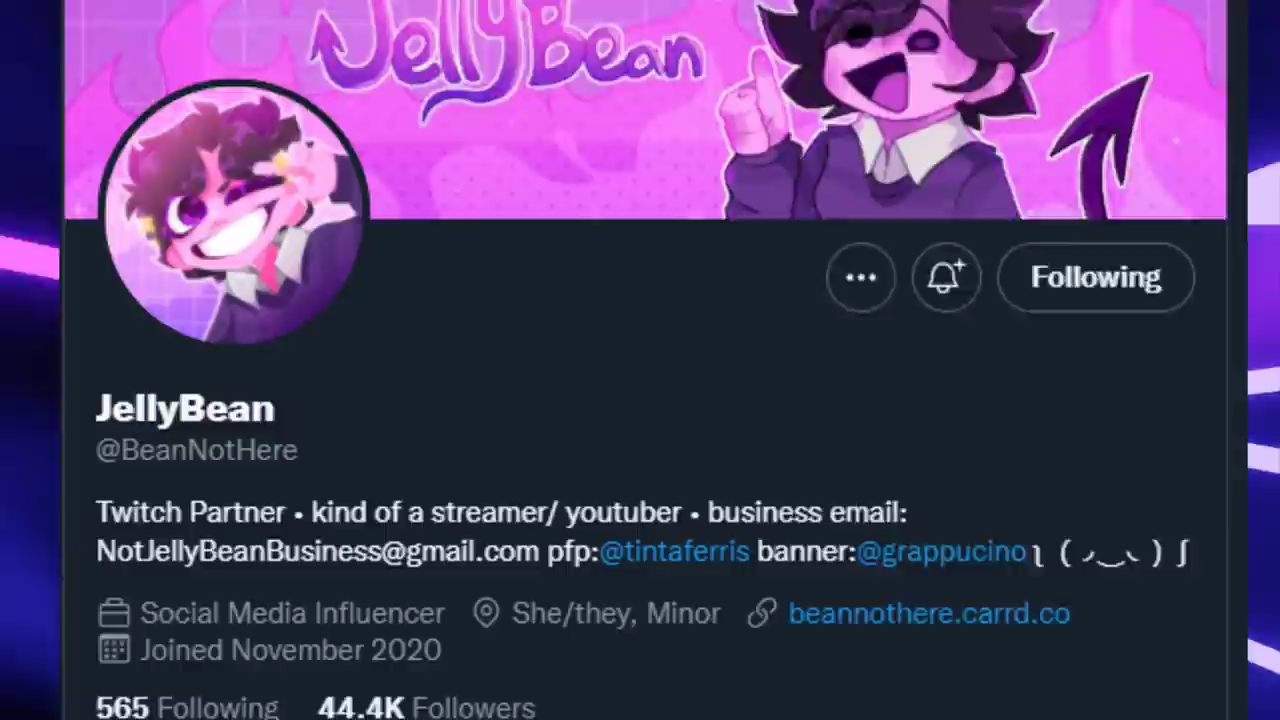 JellyBean
Following
JellyBean
@BeanNotHere
Twitch Partner • kind of a streamer/ youtuber • business email:
NotJellyBeanBusiness@gmail.com pfp:@tintaferris banner:@grappucino ʅ ( ◞‿◟ ) ʃ
Social Media Influencer She/they, Minor beannothere.carrd.co
Joined November 2020
565 Following 44.4K Followers